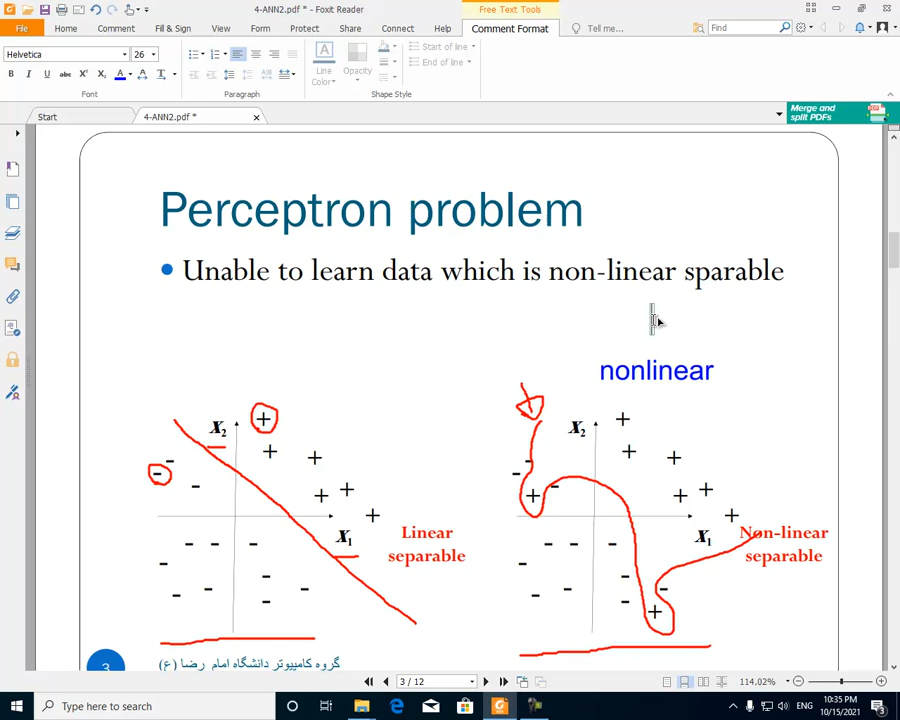 4-ANN2.pdf * - Foxit Reader
Free Text Tools
File Home Comment Fill & Sign View Form Protect Share Connect Help Comment Format Tell me... Find
Helvetica 26
Line Color Opacity
Start of line
End of line
Font Paragraph Shape Style
Start 4-ANN2.pdf *
Merge and split PDFs
Perceptron problem
Unable to learn data which is non-linear sparable
nonlinear
X2
X1
Linear separable
X2
X1
Non-linear separable
3
گروه کامپیوتر دانشگاه امام رضا (ع)
3 / 12
114.02%
Type here to search
ENG
10:35 PM
10/15/2021
3